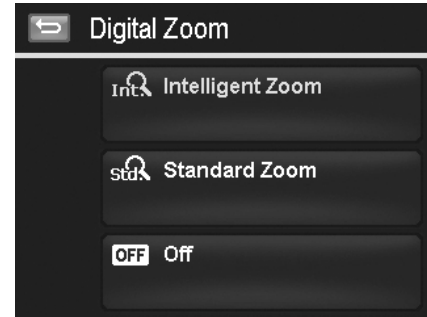 Digital Zoom
Int. Intelligent Zoom
Std. Standard Zoom
OFF Off